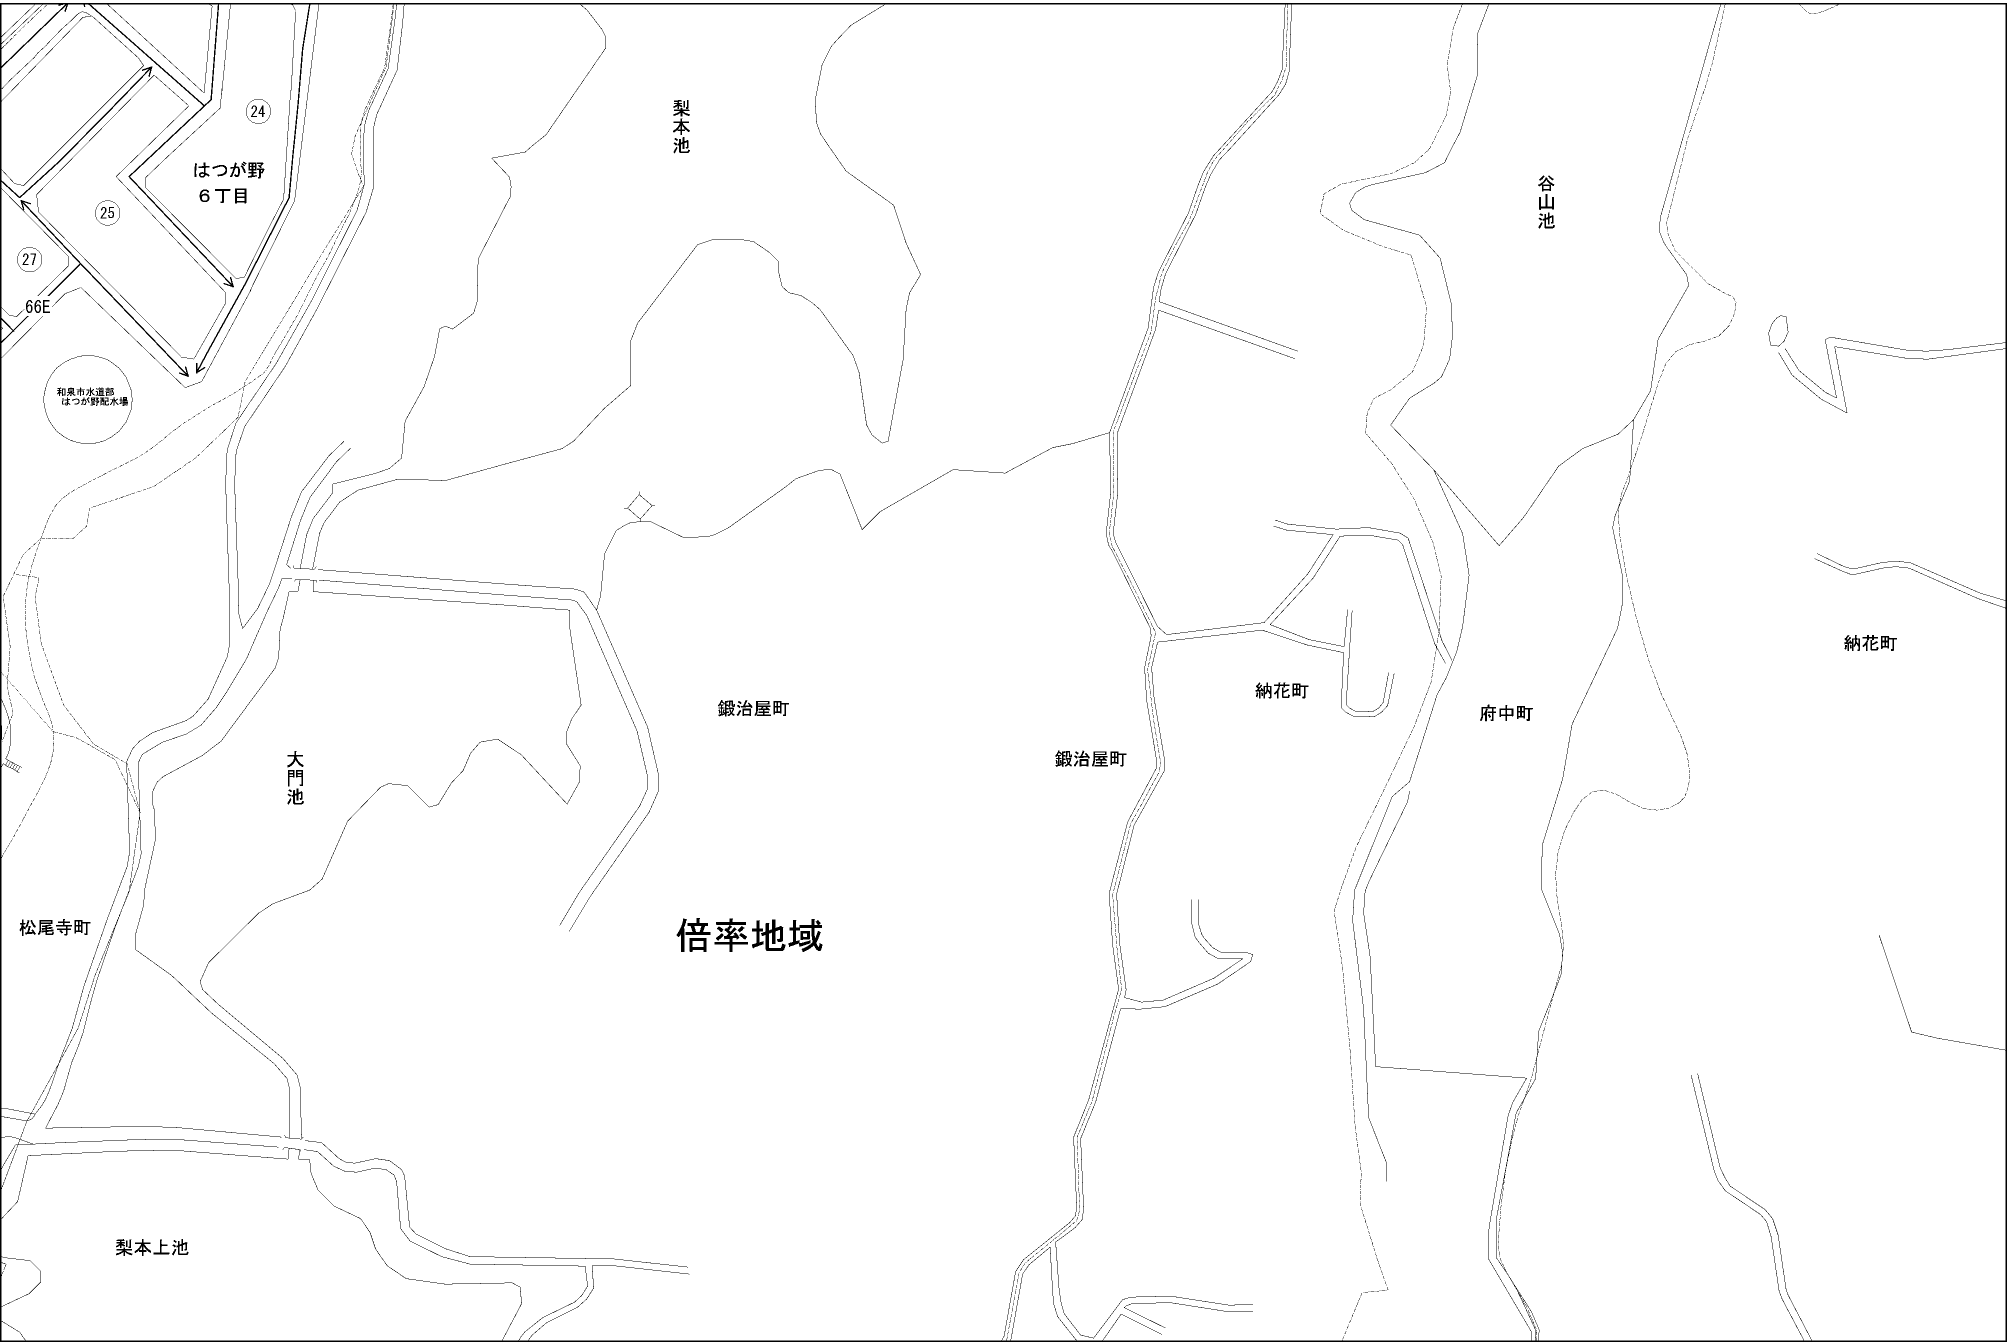 24
はつが野
６丁目
25
27
66E
和泉市水道部
はつが野配水場
梨本池
谷山池
納花町
納花町
鍛治屋町
府中町
鍛治屋町
大門池
松尾寺町
倍率地域
梨本上池